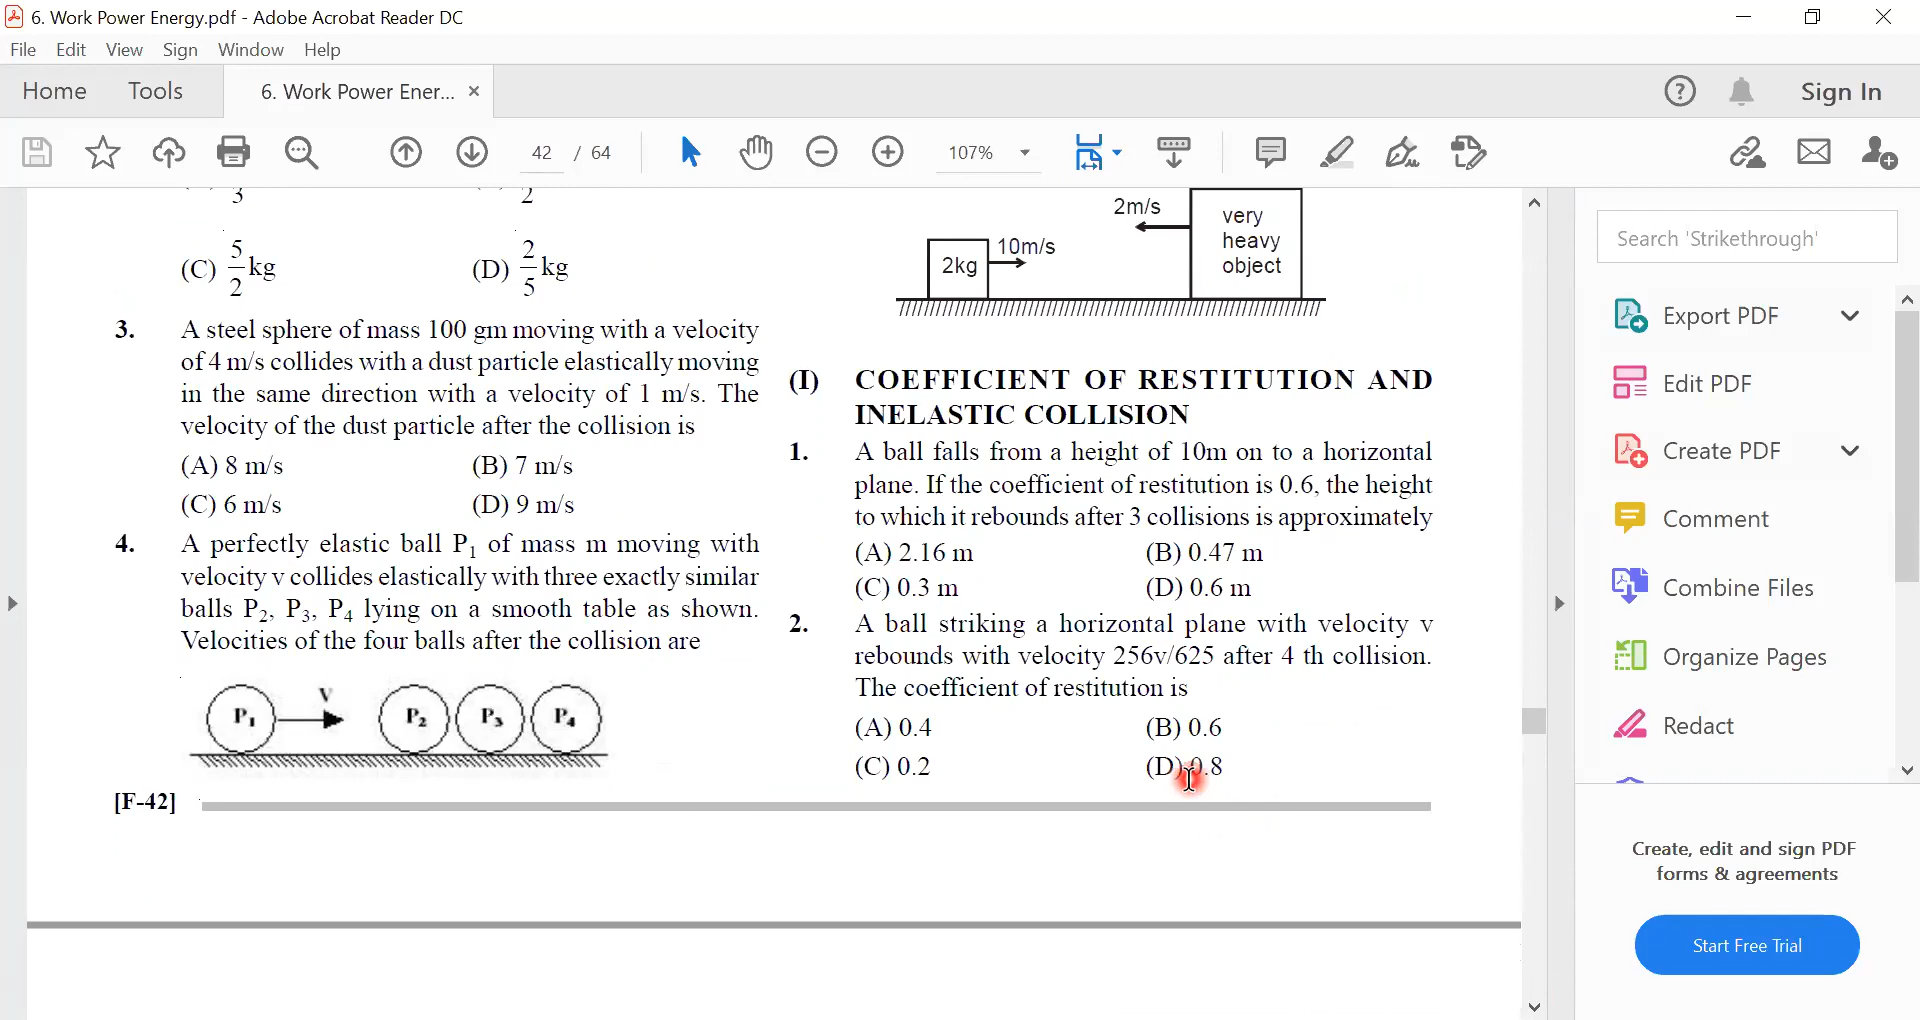 6. Work Power Energy.pdf - Adobe Acrobat Reader DC
File Edit View Sign Window Help
Home Tools 6. Work Power Ener... × Sign In
42 / 64 107%
3 2
(C) 5/2 kg (D) 2/5 kg
3. A steel sphere of mass 100 gm moving with a velocity
of 4 m/s collides with a dust particle elastically moving
in the same direction with a velocity of 1 m/s. The
velocity of the dust particle after the collision is
(A) 8 m/s (B) 7 m/s
(C) 6 m/s (D) 9 m/s
4. A perfectly elastic ball P₁ of mass m moving with
velocity v collides elastically with three exactly similar
balls P₂, P₃, P₄ lying on a smooth table as shown.
Velocities of the four balls after the collision are
P₁ V P₂ P₃ P₄
[F-42]
2m/s very
heavy
object
2kg 10m/s
(I) COEFFICIENT OF RESTITUTION AND
INELASTIC COLLISION
1. A ball falls from a height of 10m on to a horizontal
plane. If the coefficient of restitution is 0.6, the height
to which it rebounds after 3 collisions is approximately
(A) 2.16 m (B) 0.47 m
(C) 0.3 m (D) 0.6 m
2. A ball striking a horizontal plane with velocity v
rebounds with velocity 256v/625 after 4 th collision.
The coefficient of restitution is
(A) 0.4 (B) 0.6
(C) 0.2 (D) 0.8
Search 'Strikethrough'
Export PDF
Edit PDF
Create PDF
Comment
Combine Files
Organize Pages
Redact
Create, edit and sign PDF
forms & agreements
Start Free Trial